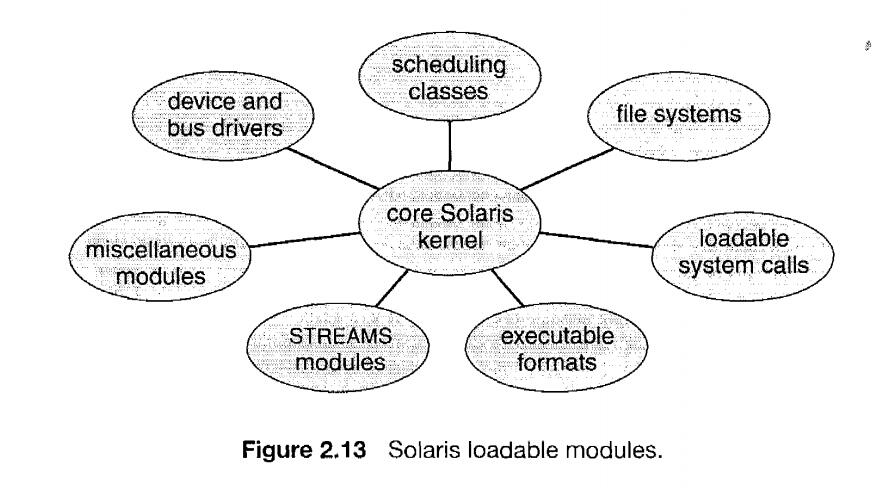 scheduling
classes
device and
bus drivers
file systems
core Solaris
kernel
miscellaneous
modules
loadable
system calls
STREAMS
modules
executable
formats
Figure 2.13 Solaris loadable modules.